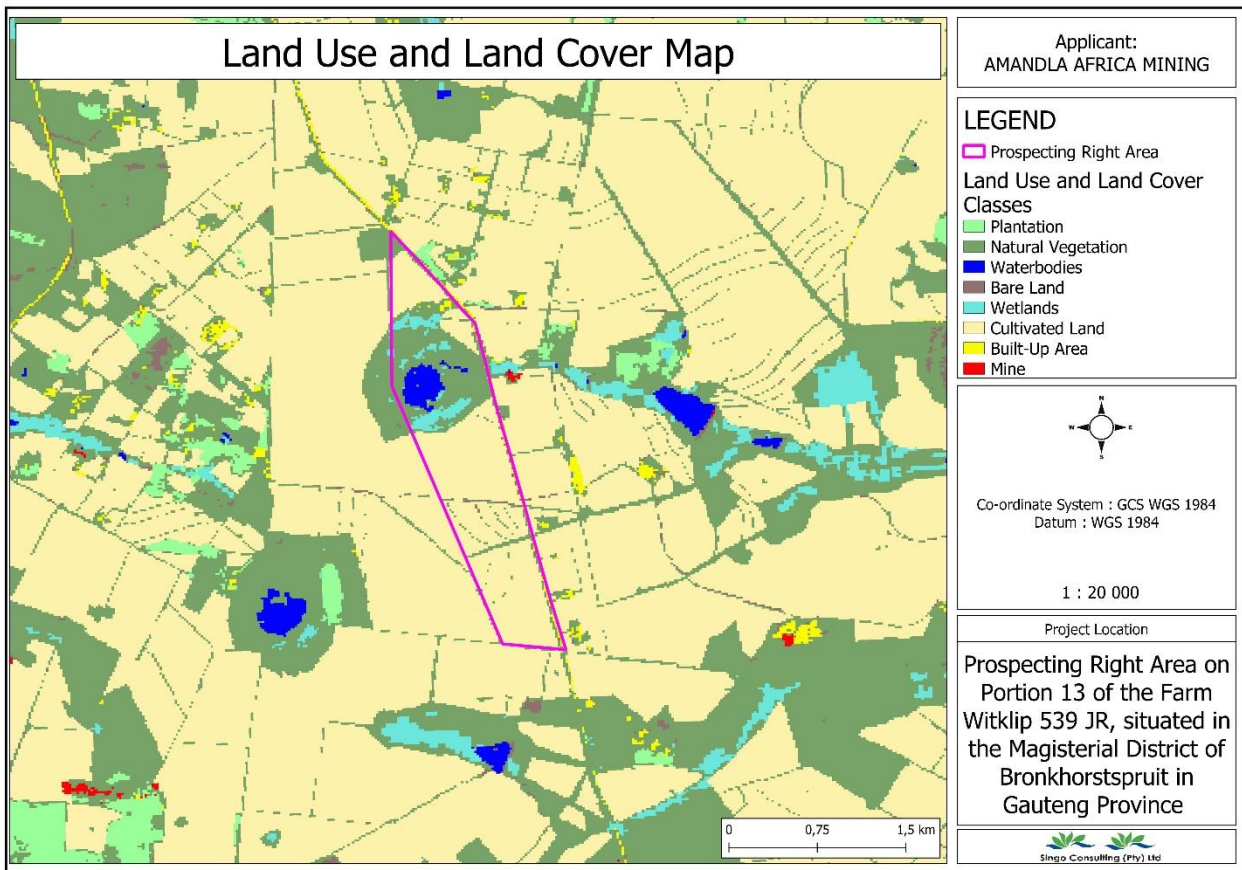 Land Use and Land Cover Map
Applicant:
AMANDLA AFRICA MINING
LEGEND
Prospecting Right Area
Land Use and Land Cover
Classes
Plantation
Natural Vegetation
Waterbodies
Bare Land
Wetlands
Cultivated Land
Built-Up Area
Mine
N
W
E
S
Co-ordinate System : GCS WGS 1984
Datum : WGS 1984
1 : 20 000
Project Location
Prospecting Right Area on
Portion 13 of the Farm
Witklip 539 JR, situated in
the Magisterial District of
Bronkhorstspruit in
Gauteng Province
0 0,75 1,5 km
Singo Consulting (Pty) Ltd